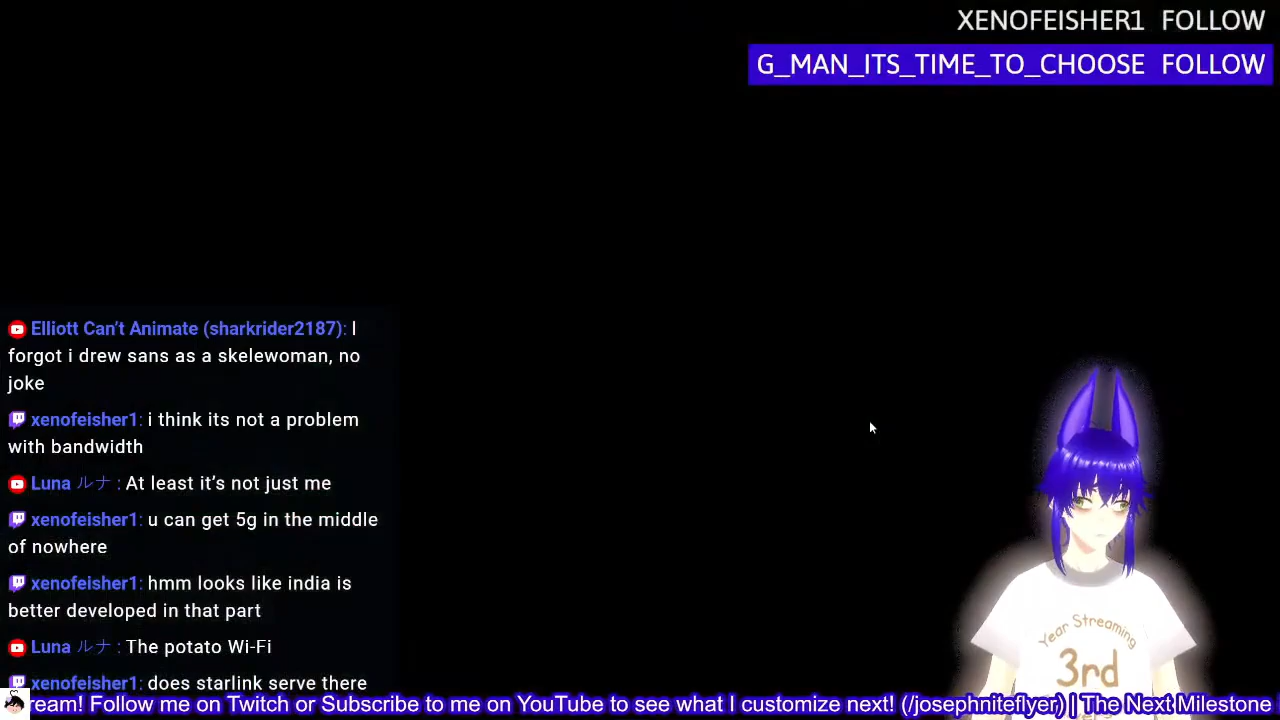 XENOFEISHER1 FOLLOW
G_MAN_ITS_TIME_TO_CHOOSE FOLLOW
Elliott Can't Animate (sharkrider2187): I
forgot i drew sans as a skelewoman, no
joke
xenofeisher1: i think its not a problem
with bandwidth
Luna ルナ : At least it's not just me
xenofeisher1: u can get 5g in the middle
of nowhere
xenofeisher1: hmm looks like india is
better developed in that part
Luna ルナ : The potato Wi-Fi
xenofeisher1: does starlink serve there
Year Streaming
3rd
ream! Follow me on Twitch or Subscribe to me on YouTube to see what I customize next! (/josephniteflyer) | The Next Milestone